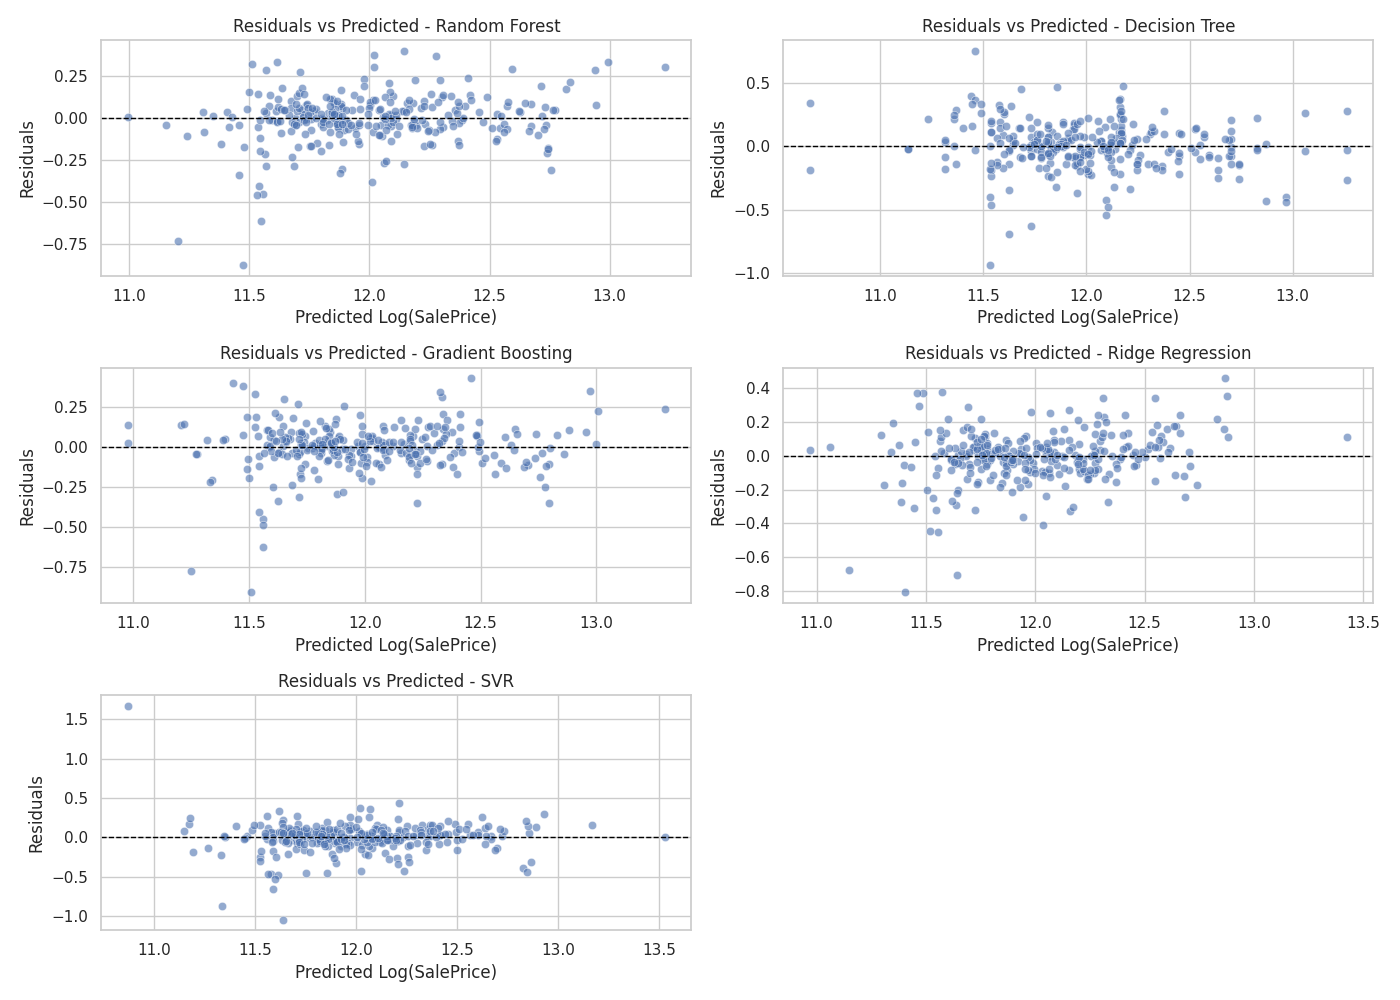 Residuals vs Predicted - Random Forest
Residuals
0.25
0.00
−0.25
−0.50
−0.75
11.0 11.5 12.0 12.5 13.0
Predicted Log(SalePrice)
Residuals vs Predicted - Decision Tree
Residuals
0.5
0.0
−0.5
−1.0
11.0 11.5 12.0 12.5 13.0
Predicted Log(SalePrice)
Residuals vs Predicted - Gradient Boosting
Residuals
0.25
0.00
−0.25
−0.50
−0.75
11.0 11.5 12.0 12.5 13.0
Predicted Log(SalePrice)
Residuals vs Predicted - Ridge Regression
Residuals
0.4
0.2
0.0
−0.2
−0.4
−0.6
−0.8
11.0 11.5 12.0 12.5 13.0 13.5
Predicted Log(SalePrice)
Residuals vs Predicted - SVR
Residuals
1.5
1.0
0.5
0.0
−0.5
−1.0
11.0 11.5 12.0 12.5 13.0 13.5
Predicted Log(SalePrice)